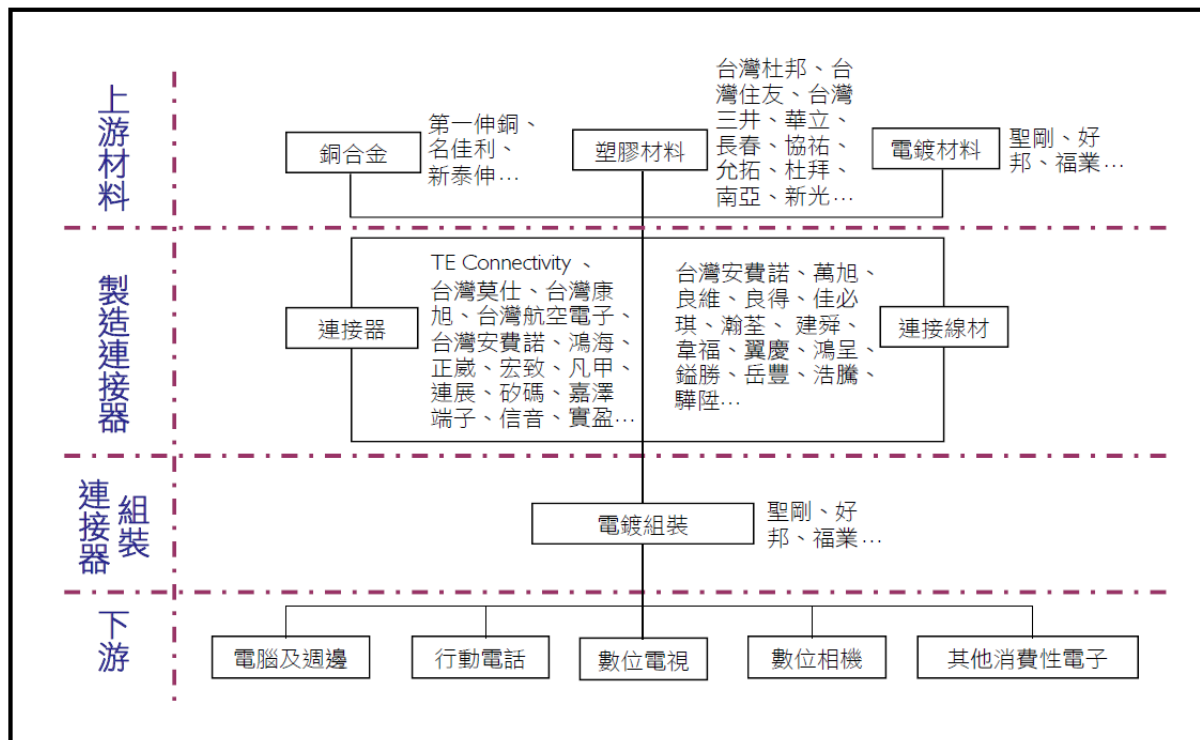 上游材料
銅合金
第一伸銅、
名佳利、
新泰伸…
塑膠材料
台灣杜邦、台
灣住友、台灣
三井、華立、
長春、協祐、
允拓、杜拜、
南亞、新光…
電鍍材料
聖剛、好
邦、福業…
製造連接器
連接器
TE Connectivity、
台灣莫仕、台灣康
旭、台灣航空電子、
台灣安費諾、鴻海、
正崴、宏致、凡甲、
連展、矽碼、嘉澤
端子、信音、實盈…
台灣安費諾、萬旭、
良維、良得、佳必
琪、瀚荃、建舜、
韋福、翼慶、鴻呈、
鎰勝、岳豐、浩騰、
驊陞…
連接線材
組裝
連接器
電鍍組裝
聖剛、好
邦、福業…
下游
電腦及週邊
行動電話
數位電視
數位相機
其他消費性電子